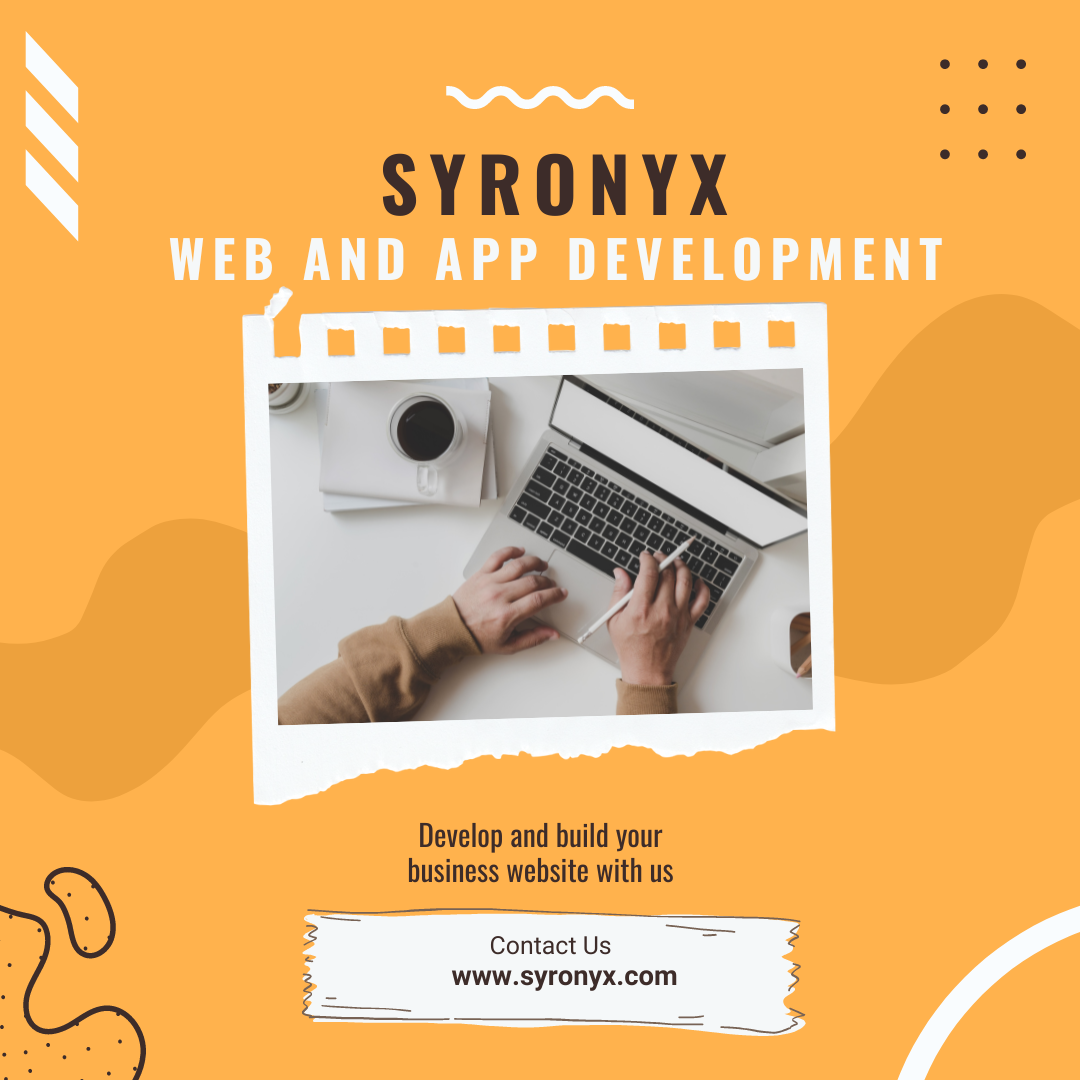 SYRONYX
WEB AND APP DEVELOPMENT
Develop and build your
business website with us
Contact Us
www.syronyx.com